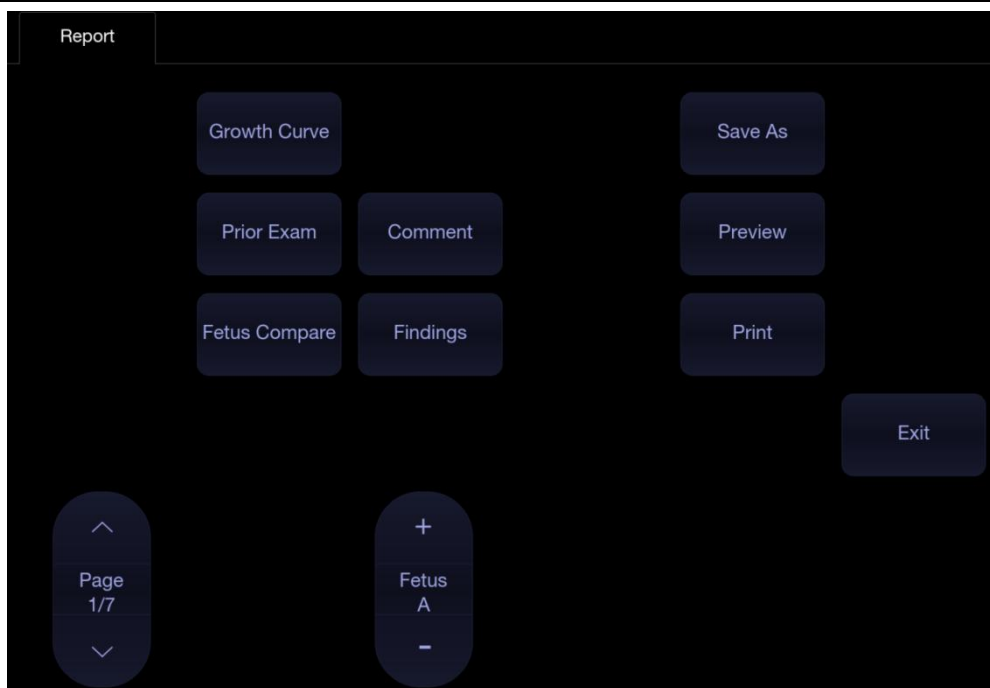 Report
Growth Curve
Save As
Prior Exam
Comment
Preview
Fetus Compare
Findings
Print
Exit
+
Page
1/7
Fetus
A
-